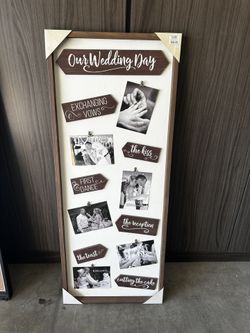 Our Wedding Day
EXCHANGING
VOWS
the kiss
FIRST
DANCE
the reception
the toast
cutting the cake